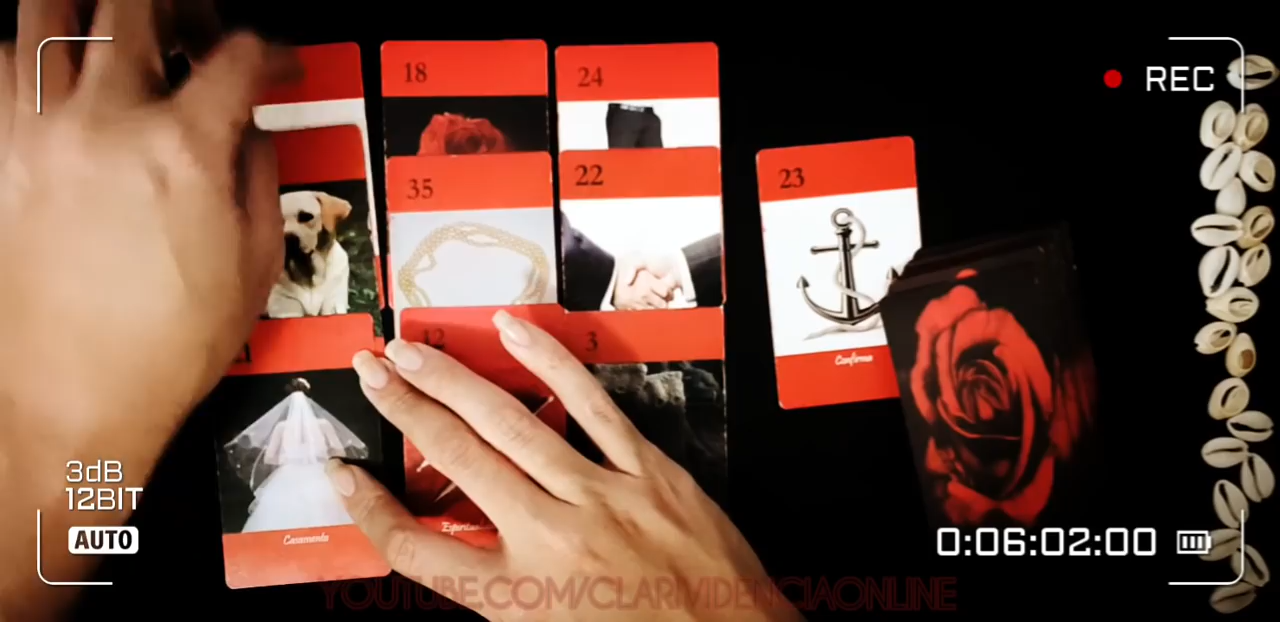 18
24
REC
35
22
23
12
3
Confirma
3dB
12BIT
AUTO
Casamento
0:06:02:00
YOUTUBE.COM/CLARIVIDENCIAONLINE